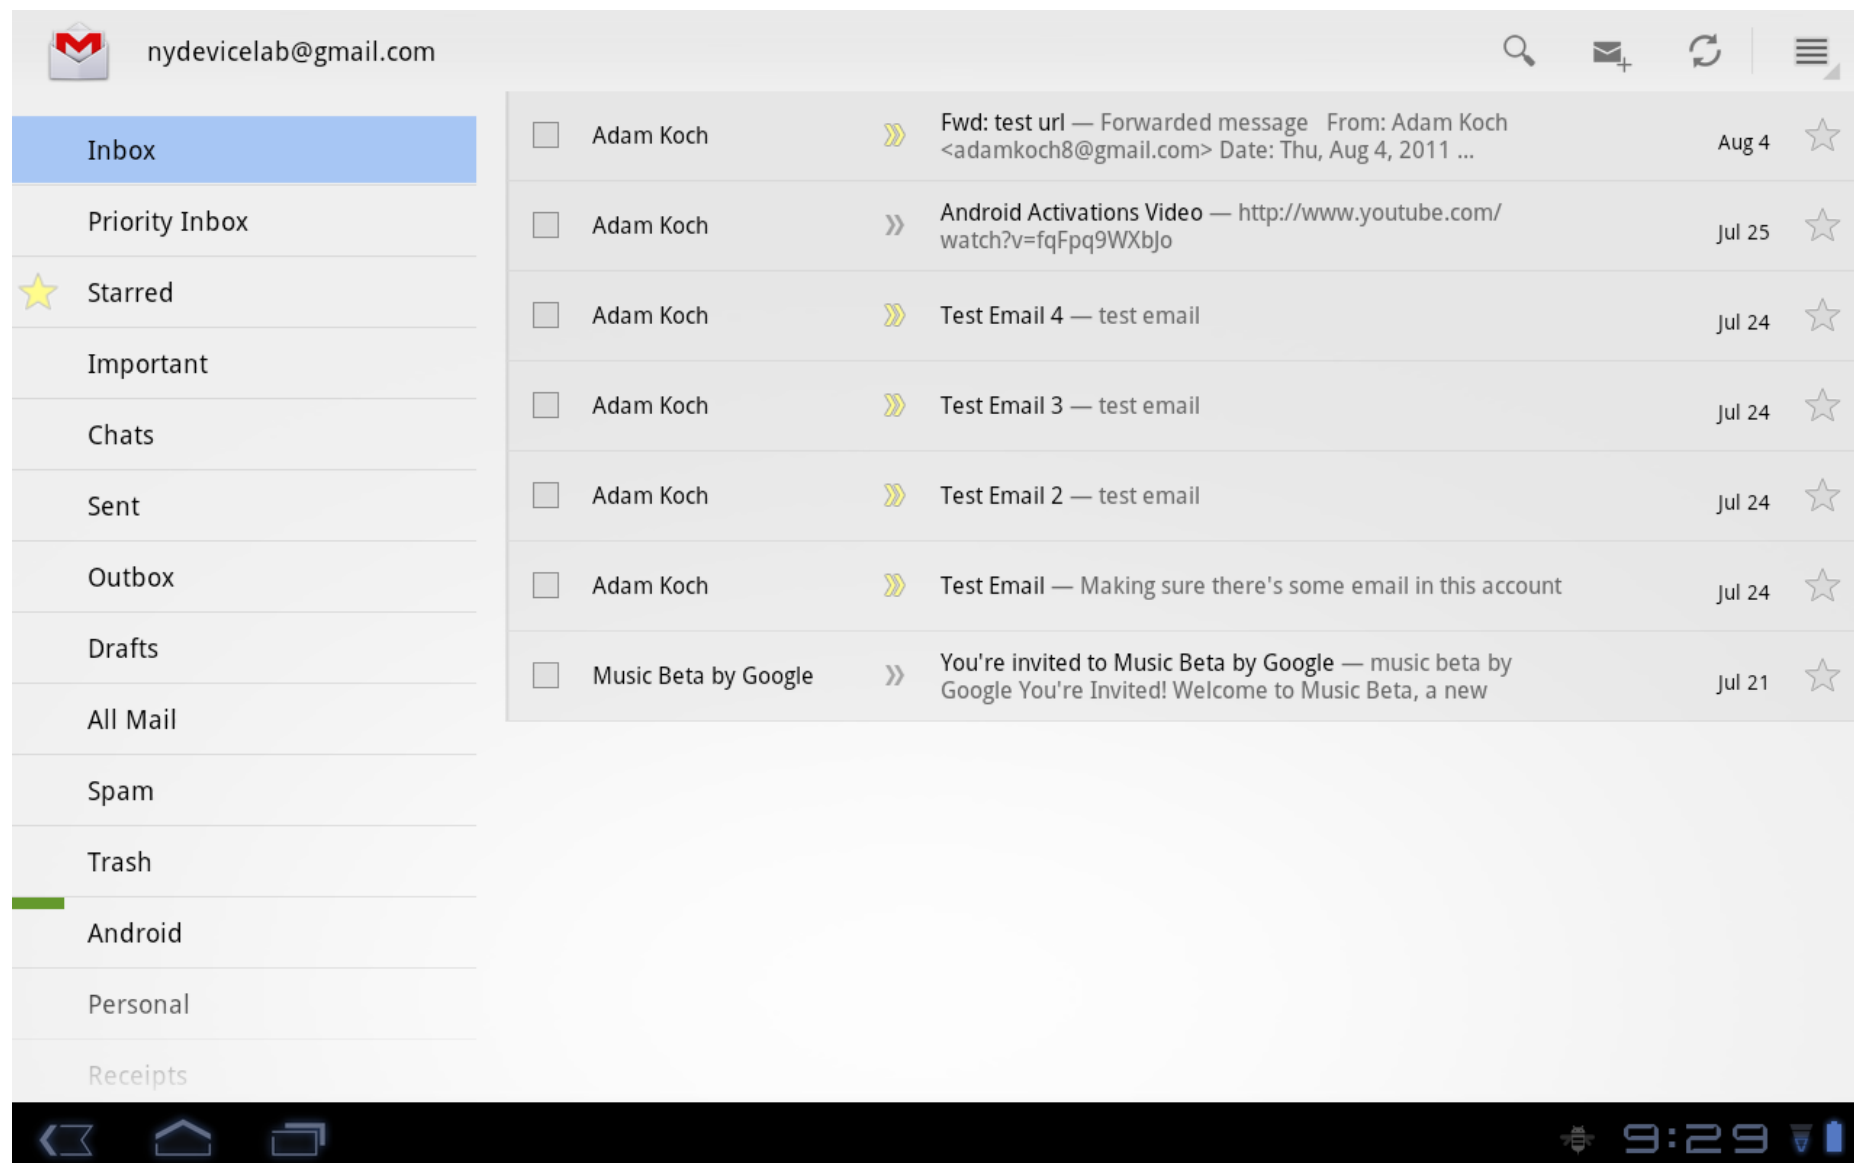 nydevicelab@gmail.com
Inbox
Priority Inbox
Starred
Important
Chats
Sent
Outbox
Drafts
All Mail
Spam
Trash
Android
Personal
Receipts
Adam Koch
Fwd: test url — Forwarded message From: Adam Koch
<adamkoch8@gmail.com> Date: Thu, Aug 4, 2011 ...
Aug 4
Adam Koch
Android Activations Video — http://www.youtube.com/
watch?v=fqFpq9WXbJo
Jul 25
Adam Koch
Test Email 4 — test email
Jul 24
Adam Koch
Test Email 3 — test email
Jul 24
Adam Koch
Test Email 2 — test email
Jul 24
Adam Koch
Test Email — Making sure there's some email in this account
Jul 24
Music Beta by Google
You're invited to Music Beta by Google — music beta by
Google You're Invited! Welcome to Music Beta, a new
Jul 21
9:29